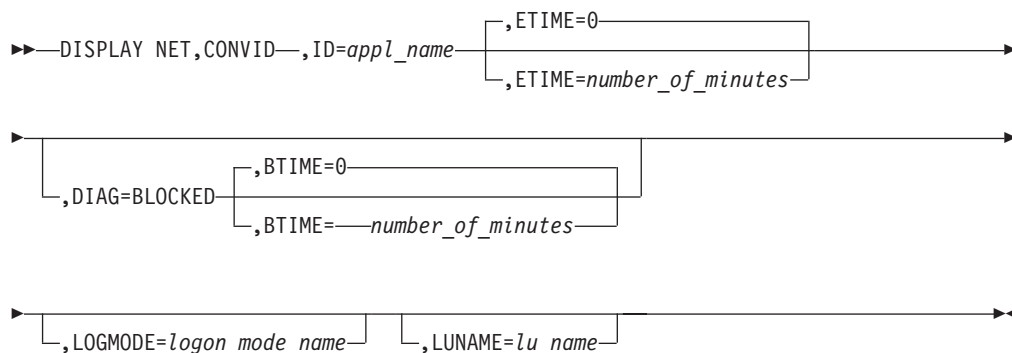 ,ETIME=0
DISPLAY NET,CONVID ,ID=appl_name
,ETIME=number_of_minutes
,BTIME=0
,DIAG=BLOCKED
,BTIME= number_of_minutes
,LOGMODE=logon mode name ,LUNAME=lu name